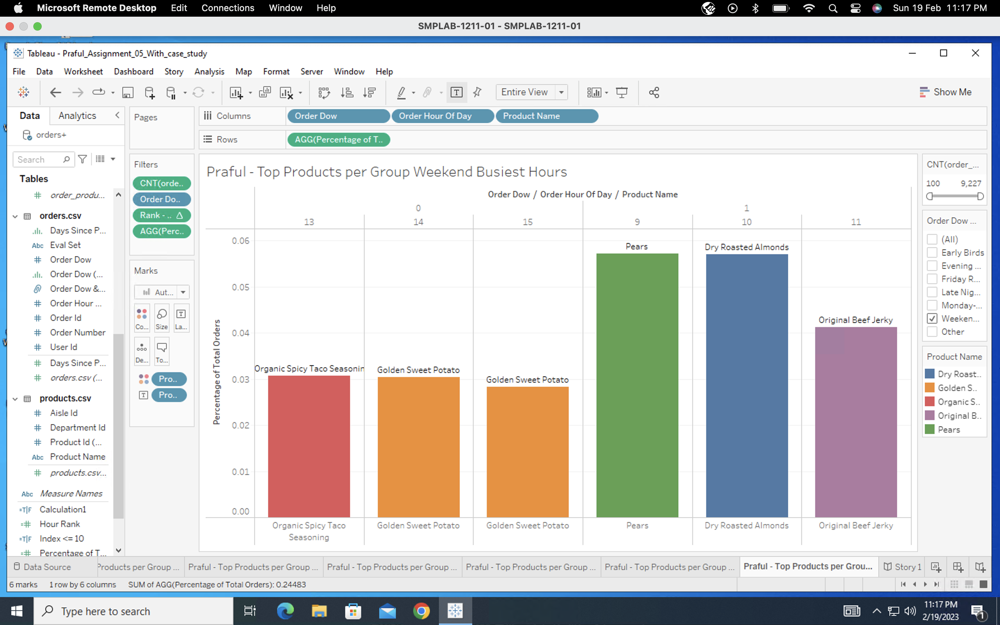 Microsoft Remote Desktop Edit Connections Window Help Sun 19 Feb 11:17 PM
SMPLAB-1211-01 - SMPLAB-1211-01
Tableau - Praful_Assignment_05_With_case_study
File Data Worksheet Dashboard Story Analysis Map Format Server Window Help
Entire View Show Me
Data Analytics
orders+
Search
Tables
order_produ...
orders.csv
Days Since P...
Abc Eval Set
Order Dow
Order Dow (...
Order Dow &...
Order Hour ...
Order Id
Order Number
User Id
Days Since P...
orders.csv (...
products.csv
Aisle Id
Department Id
Product Id (...
Abc Product Name
products.csv...
Abc Measure Names
=T|F Calculation1
=# Hour Rank
=T|F Index <= 10
=# Percentage of T...
Pages
Filters
CNT(orde..
Order Do..
Rank - .. Δ
AGG(Perc..
Marks
Aut...
Co... Size La...
De... To...
Pro..
Pro..
Columns Order Dow Order Hour Of Day Product Name
Rows AGG(Percentage of T..
Praful - Top Products per Group Weekend Busiest Hours
Order Dow / Order Hour Of Day / Product Name
0 1
13 14 15 9 10 11
Percentage of Total Orders
0.06
0.05
0.04
0.03
0.02
0.01
0.00
Organic Spicy Taco Seasonin
Golden Sweet Potato
Golden Sweet Potato
Pears
Dry Roasted Almonds
Original Beef Jerky
Organic Spicy Taco
Seasoning
Golden Sweet Potato
Golden Sweet Potato
Pears
Dry Roasted Almonds
Original Beef Jerky
CNT(order_...
100 9,227
Order Dow ...
(All)
Early Birds
Evening ...
Friday R...
Late Nig...
Monday-...
Weeken...
Other
Product Name
Dry Roast..
Golden S..
Organic S..
Original B..
Pears
Data Source Products per Group ... Praful - Top Products per Group ... Praful - Top Products per Group ... Praful - Top Products per Group ... Praful - Top Products per Group ... Praful - Top Products per Grou... Story 1
6 marks 1 row by 6 columns SUM of AGG(Percentage of Total Orders): 0.24483
Type here to search
11:17 PM
2/19/2023
1